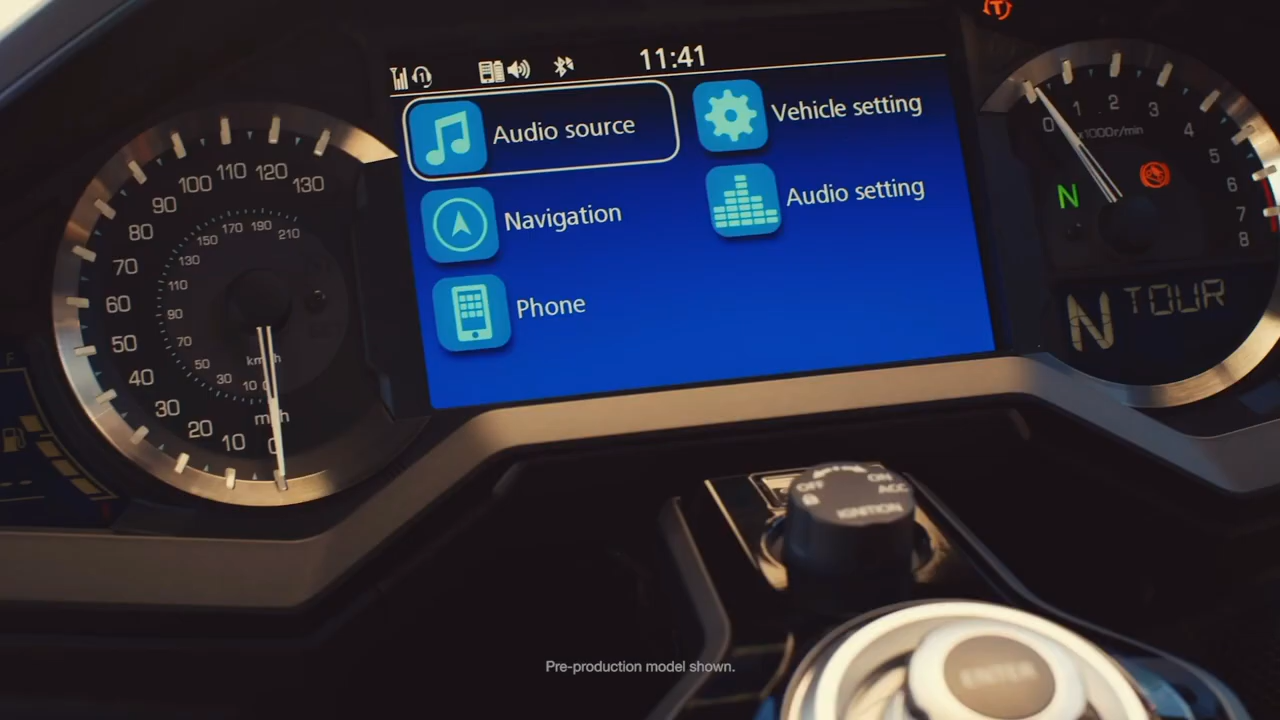 11:41
Audio source
Vehicle setting
Navigation
Audio setting
Phone
130
120
110
100
90
80
70
60
50
40
30
20
10
0
mph
210
190
170
150
130
110
90
70
50
30
10
0
km/h
0
1
2
3
4
5
6
7
8
x1000r/min
N
N
TOUR
F
T
1
OFF
ON
ACC
IGNITION
ENTER
Pre-production model shown.